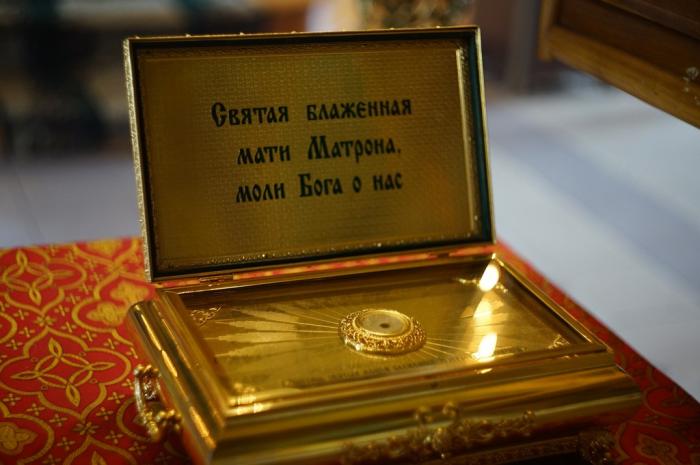 Святая блаженная
мати Матрона,
моли Бога о нас